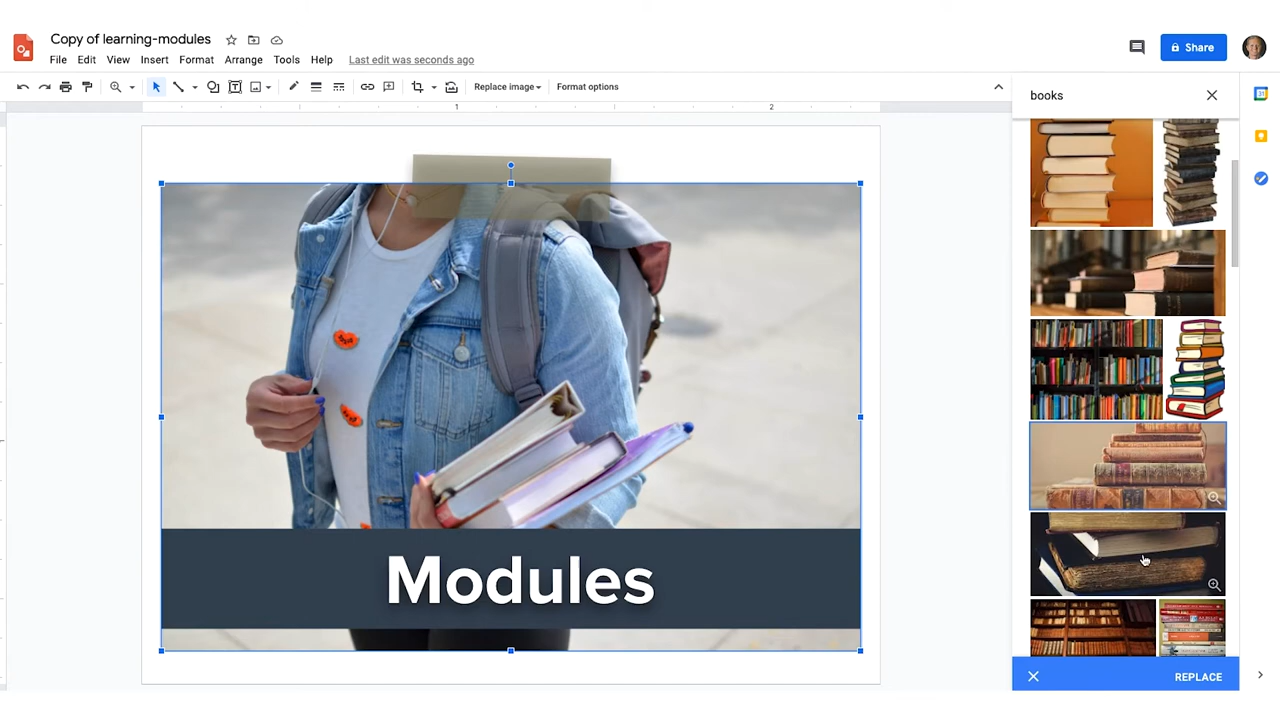 Copy of learning-modules
File Edit View Insert Format Arrange Tools Help Last edit was seconds ago
Share
Replace image Format options
books
1 2
31
Modules
REPLACE